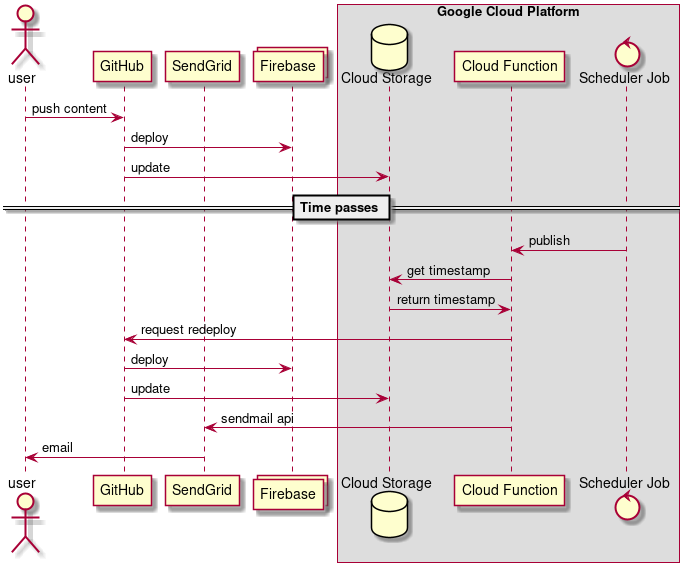 Google Cloud Platform
user
GitHub
SendGrid
Firebase
Cloud Storage
Cloud Function
Scheduler Job
push content
deploy
update
Time passes
publish
get timestamp
return timestamp
request redeploy
deploy
update
sendmail api
email
user
GitHub
SendGrid
Firebase
Cloud Storage
Cloud Function
Scheduler Job